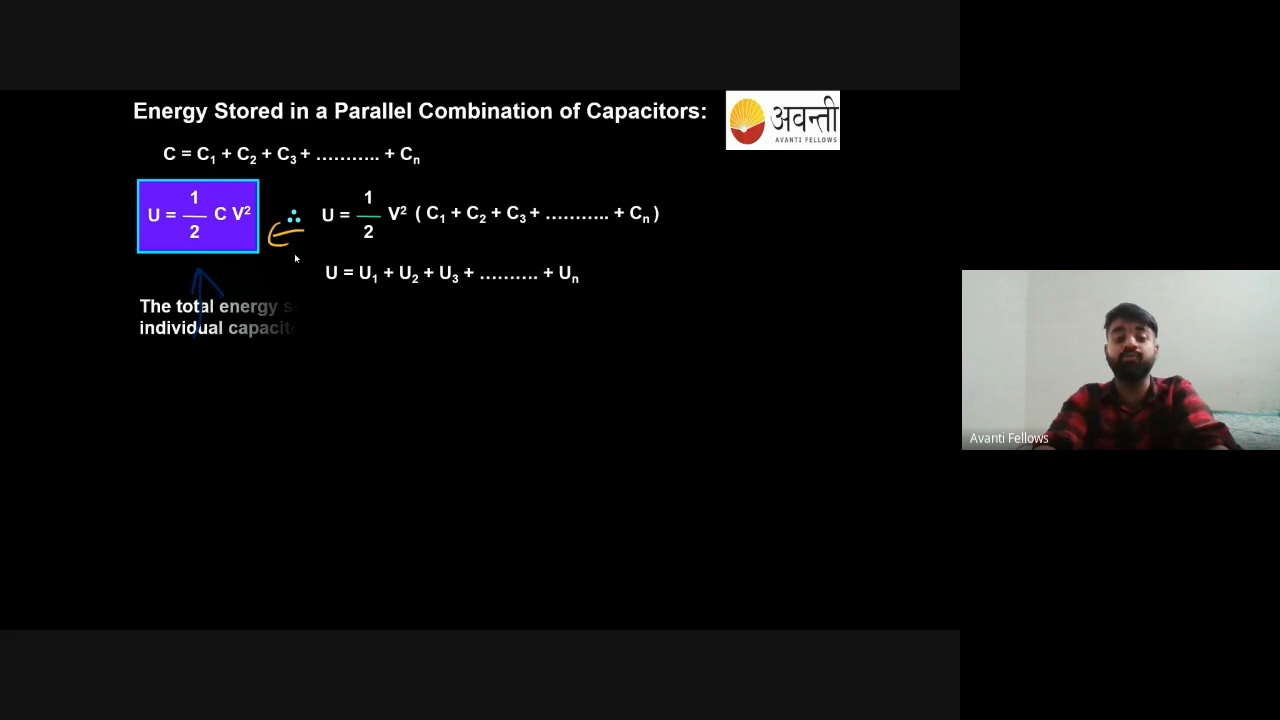 Energy Stored in a Parallel Combination of Capacitors:
अवन्ती
AVANTI FELLOWS
C = C₁ + C₂ + C₃ + ……….. + Cₙ
U = 1/2 C V²
∴ U = 1/2 V² ( C₁ + C₂ + C₃ + ……….. + Cₙ )
U = U₁ + U₂ + U₃ + ………. + Uₙ
The total energy
individual
Avanti Fellows